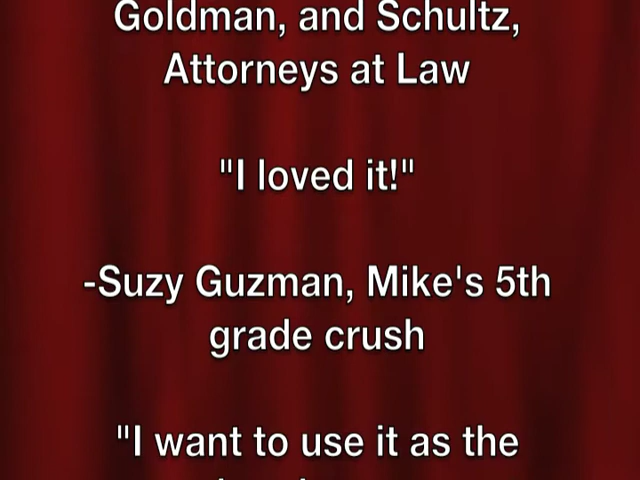 Goldman, and Schultz,
Attorneys at Law
"I loved it!"
-Suzy Guzman, Mike's 5th
grade crush
"I want to use it as the